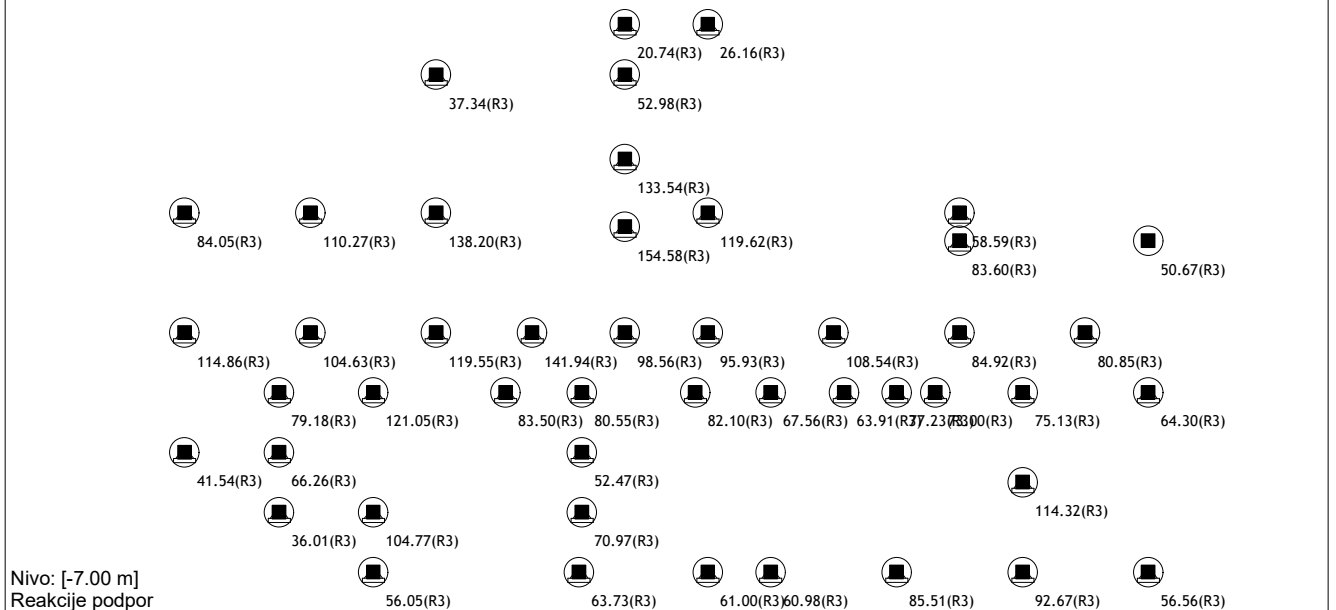 20.74(R3) 26.16(R3)
37.34(R3) 52.98(R3)
133.54(R3)
84.05(R3) 110.27(R3) 138.20(R3) 154.58(R3) 119.62(R3) 58.59(R3)
83.60(R3) 50.67(R3)
114.86(R3) 104.63(R3) 119.55(R3) 141.94(R3) 98.56(R3) 95.93(R3) 108.54(R3) 84.92(R3) 80.85(R3)
79.18(R3) 121.05(R3) 83.50(R3) 80.55(R3) 82.10(R3) 67.56(R3) 63.91(R3) 77.23(R3) 75.13(R3) 64.30(R3)
41.54(R3) 66.26(R3) 52.47(R3)
114.32(R3)
36.01(R3) 104.77(R3) 70.97(R3)
Nivo: [-7.00 m]
Reakcije podpor 56.05(R3) 63.73(R3) 61.00(R3) 60.98(R3) 85.51(R3) 92.67(R3) 56.56(R3)